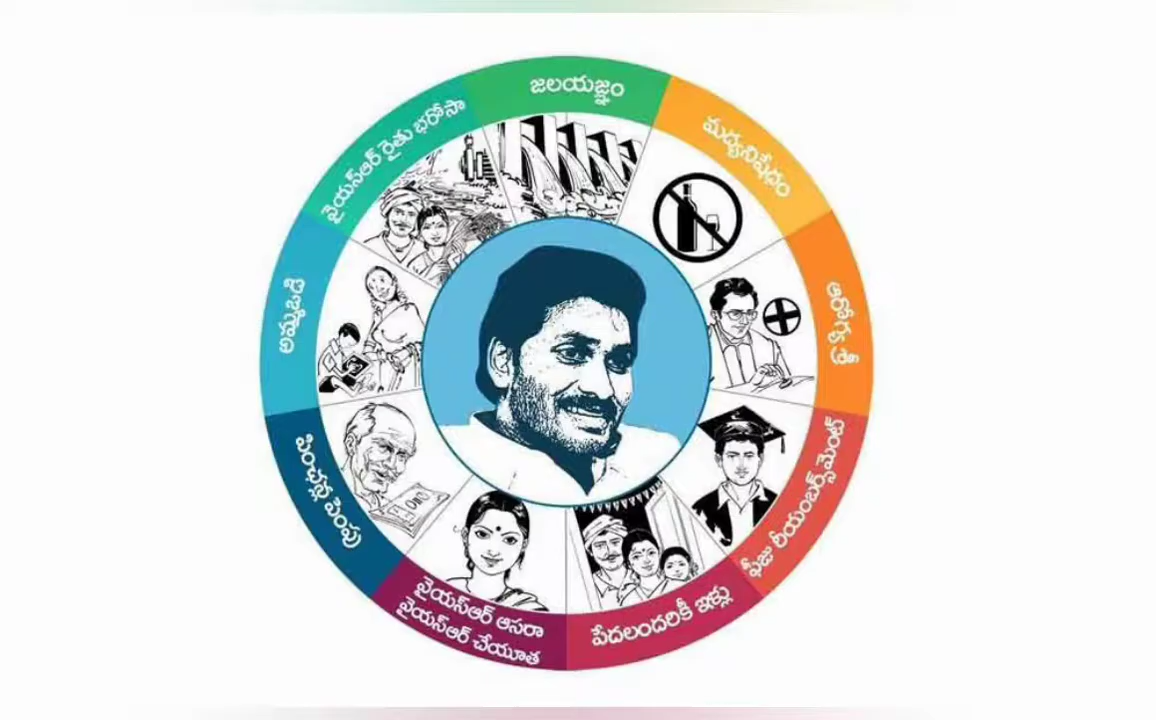 జలయజ్ఞం
మద్యనిషేధం
ఆరోగ్య శ్రీ
ఫీజు రీయంబర్స్‌మెంట్
పేదలందరికీ ఇళ్లు
వైయస్ఆర్ ఆసరా
వైయస్ఆర్ చేయూత
పింఛన్ల పెంపు
అమ్మఒడి
వైయస్ఆర్ రైతు భరోసా